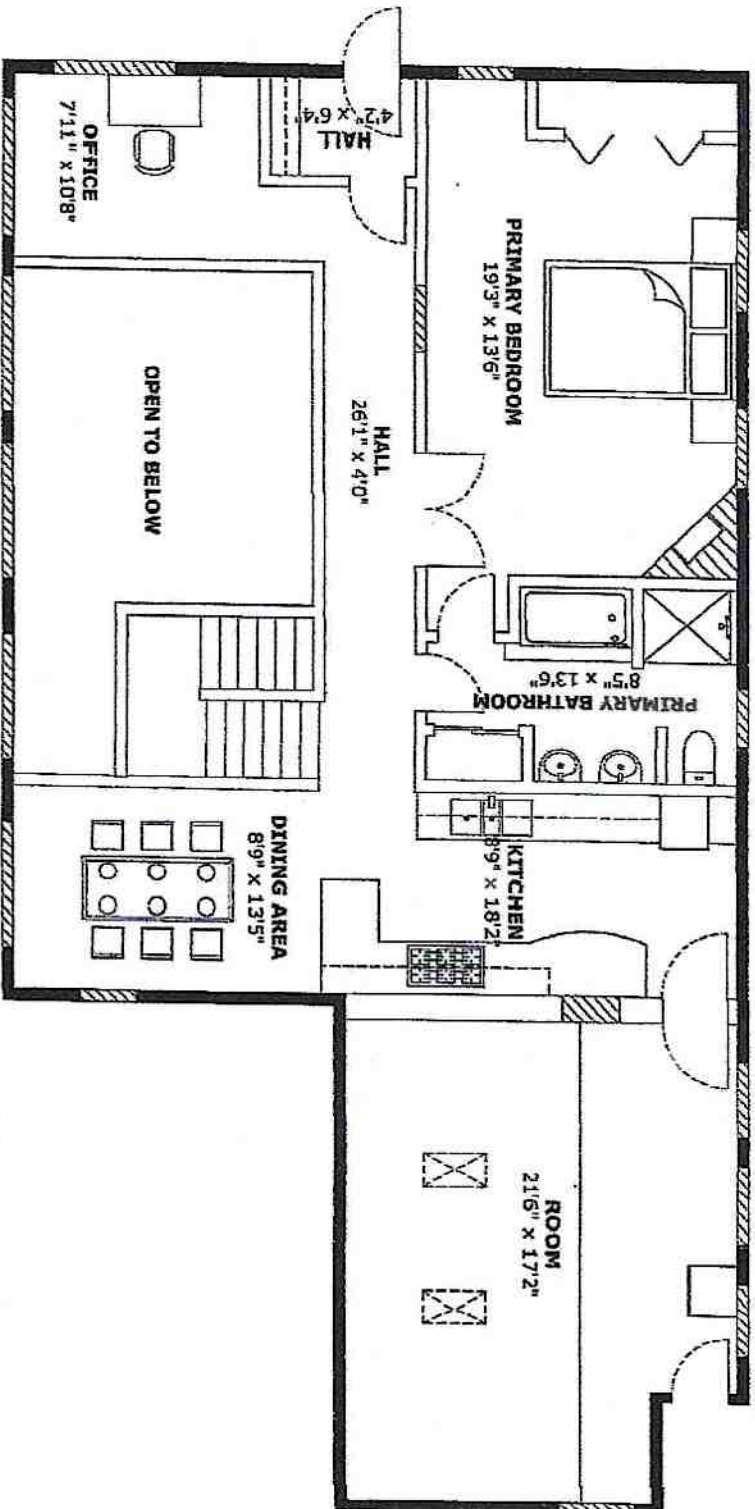 PRIMARY BEDROOM
19'3" x 13'6"
PRIMARY BATHROOM
8'5" x 13'6"
KITCHEN
8'9" x 18'2"
ROOM
21'6" x 17'2"
HALL
4'2" x 6'4"
HALL
26'1" x 4'0"
OFFICE
7'11" x 10'8"
OPEN TO BELOW
DINING AREA
8'9" x 13'5"